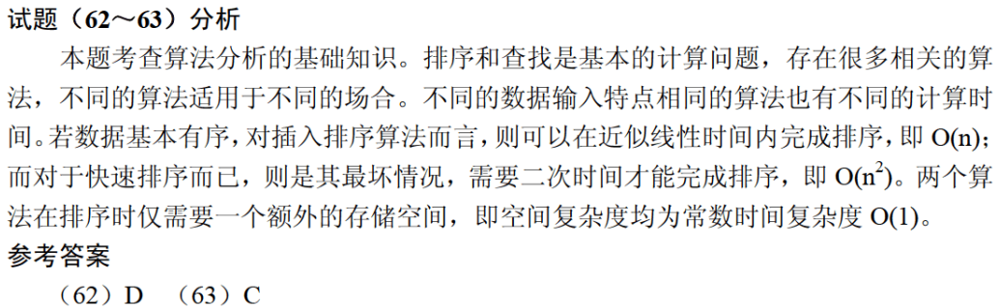 试题（62～63）分析
本题考查算法分析的基础知识。排序和查找是基本的计算问题，存在很多相关的算
法，不同的算法适用于不同的场合。不同的数据输入特点相同的算法也有不同的计算时
间。若数据基本有序，对插入排序算法而言，则可以在近似线性时间内完成排序，即 O(n)；
而对于快速排序而已，则是其最坏情况，需要二次时间才能完成排序，即 O(n²)。两个算
法在排序时仅需要一个额外的存储空间，即空间复杂度均为常数时间复杂度 O(1)。
参考答案
（62）D （63）C